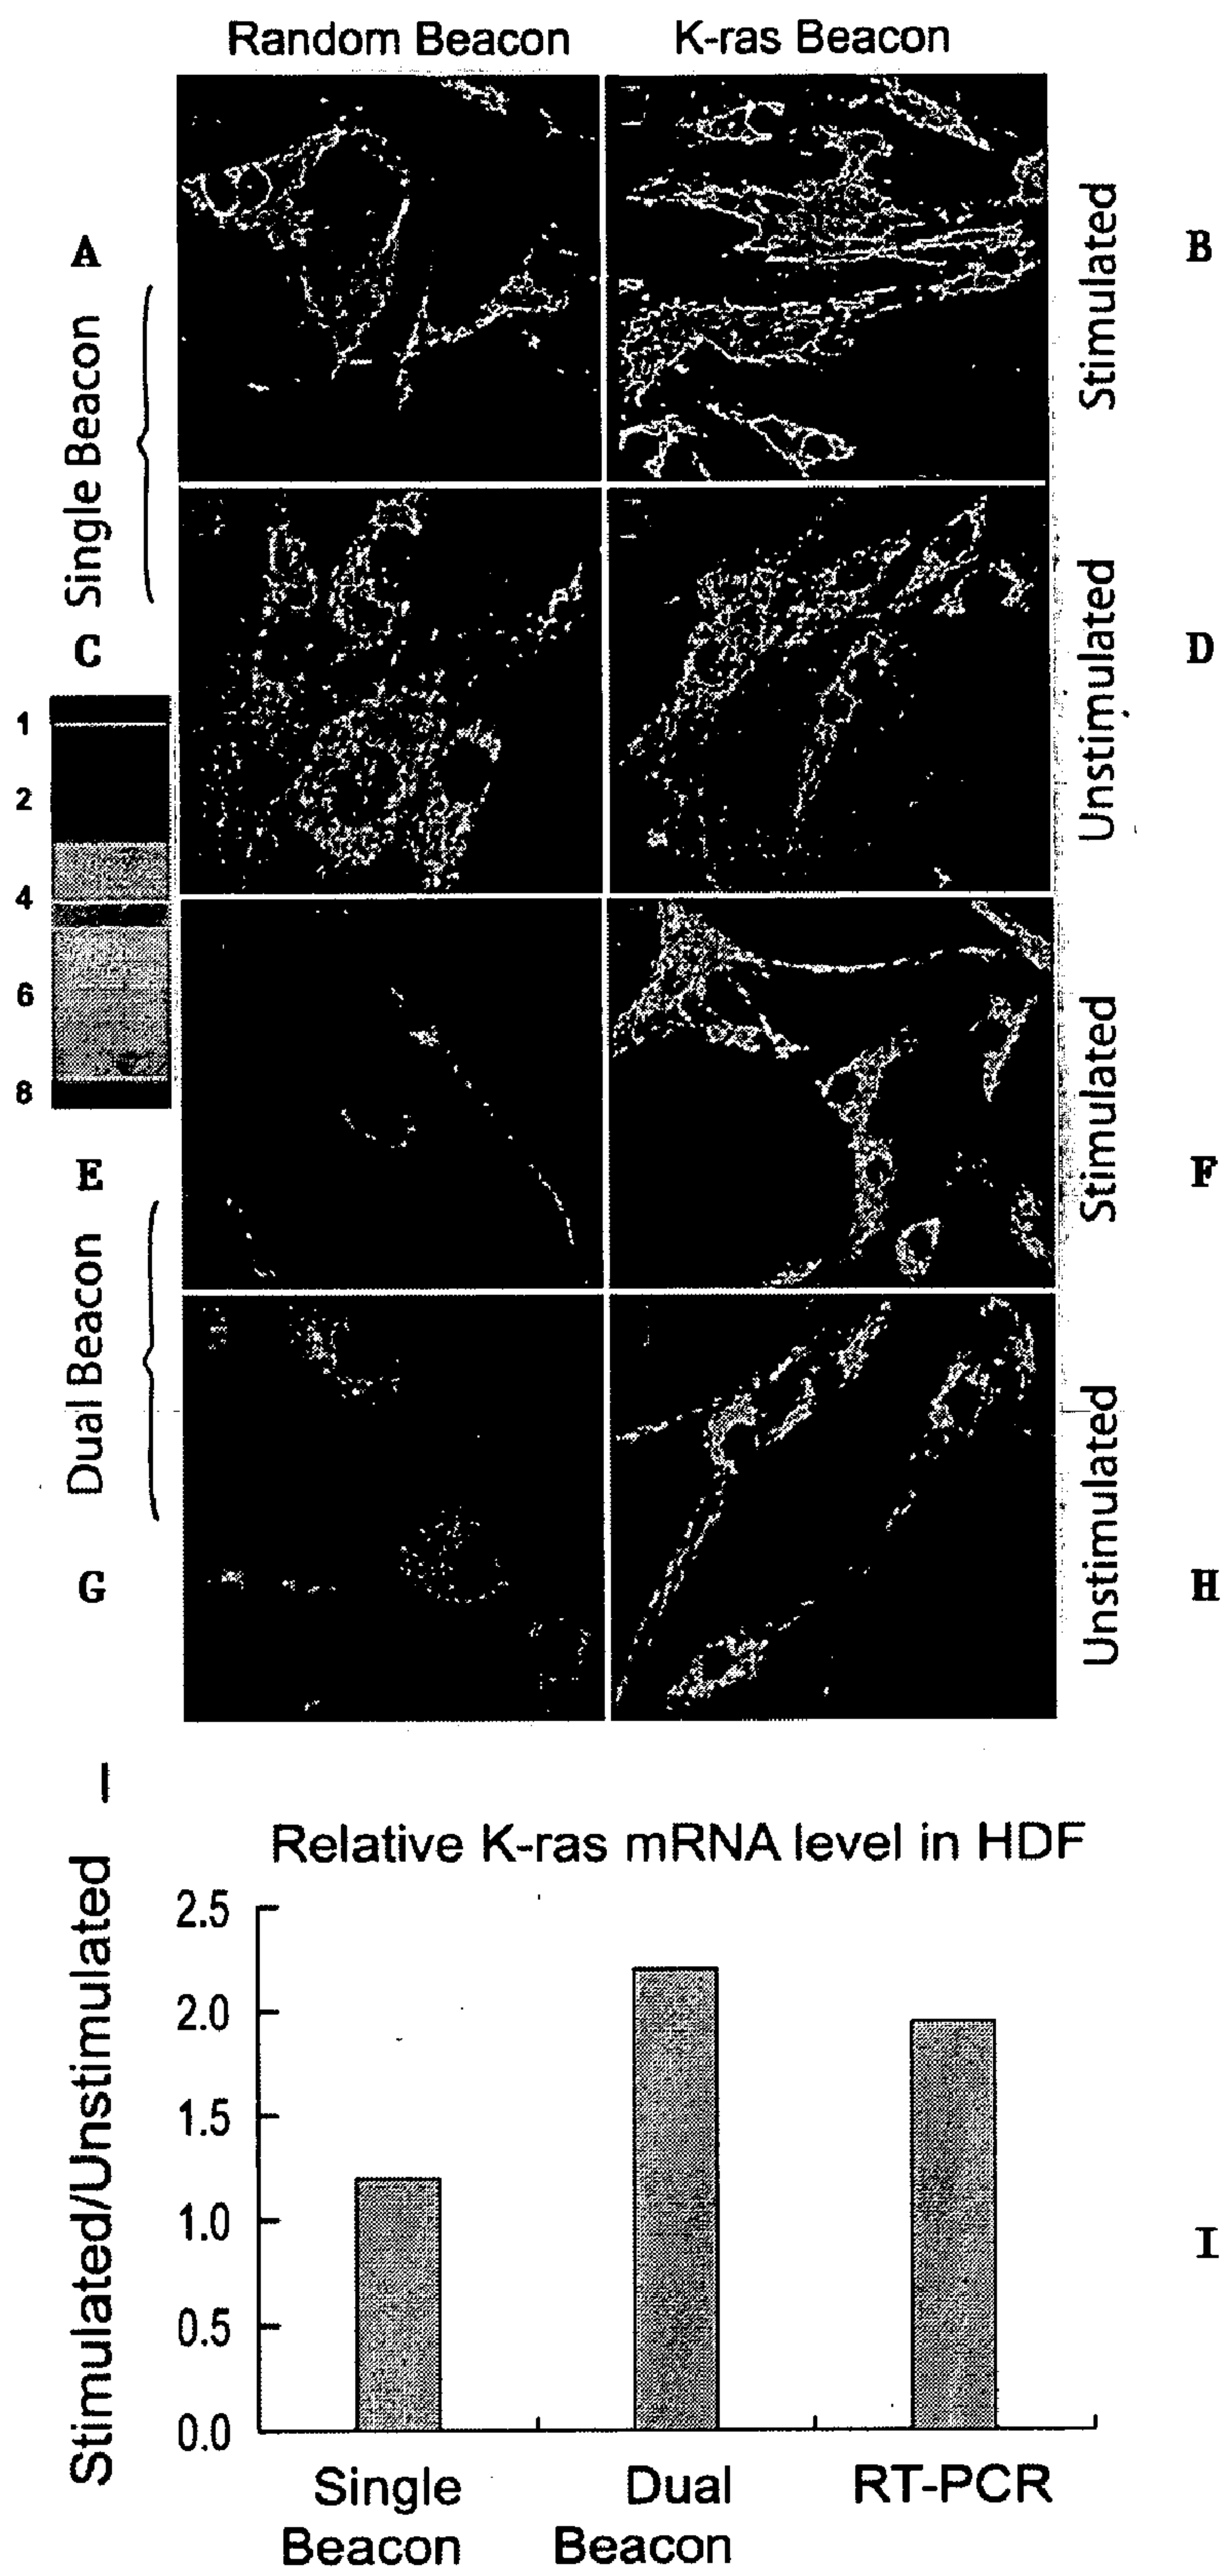 Random Beacon K-ras Beacon
A
B
Single Beacon
Stimulated
C
D
Unstimulated
1
2
4
6
8
E
F
Dual Beacon
Stimulated
G
H
Unstimulated
I
Relative K-ras mRNA level in HDF
Stimulated/Unstimulated
2.5
2.0
1.5
1.0
0.5
0.0
I
Single Beacon
Dual Beacon
RT-PCR